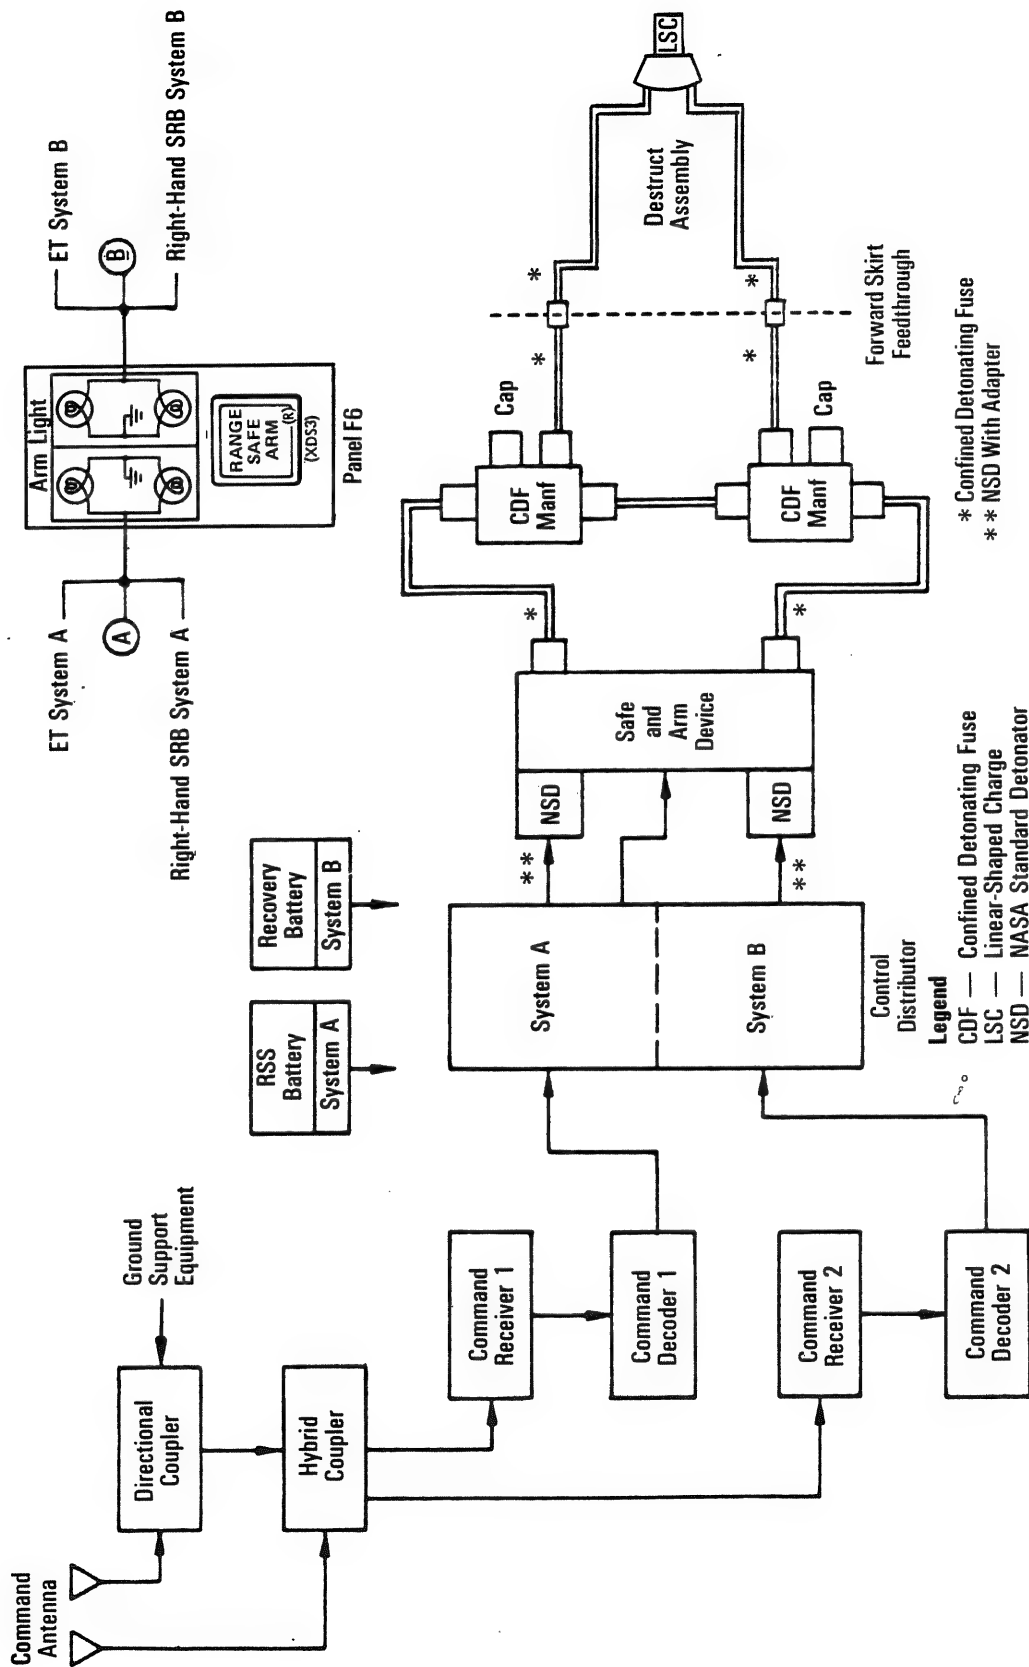 Command
Antenna
Directional
Coupler
Ground
Support
Equipment
Hybrid
Coupler
Command
Receiver 1
Command
Decoder 1
Command
Receiver 2
Command
Decoder 2
RSS
Battery
System A
Recovery
Battery
System B
System A
System B
Control
Distributor
**
**
NSD
NSD
Safe
and
Arm
Device
*
*
CDF
Manf
Cap
CDF
Manf
Cap
*
*
*
*
Forward Skirt
Feedthrough
Destruct
Assembly
LSC
ET System A
A
Right-Hand SRB System A
Arm Light
RANGE
SAFE
ARM
(R)
(XDS3)
Panel F6
ET System B
B
Right-Hand SRB System B
Legend
CDF — Confined Detonating Fuse
LSC — Linear-Shaped Charge
NSD — NASA Standard Detonator
* Confined Detonating Fuse
** NSD With Adapter